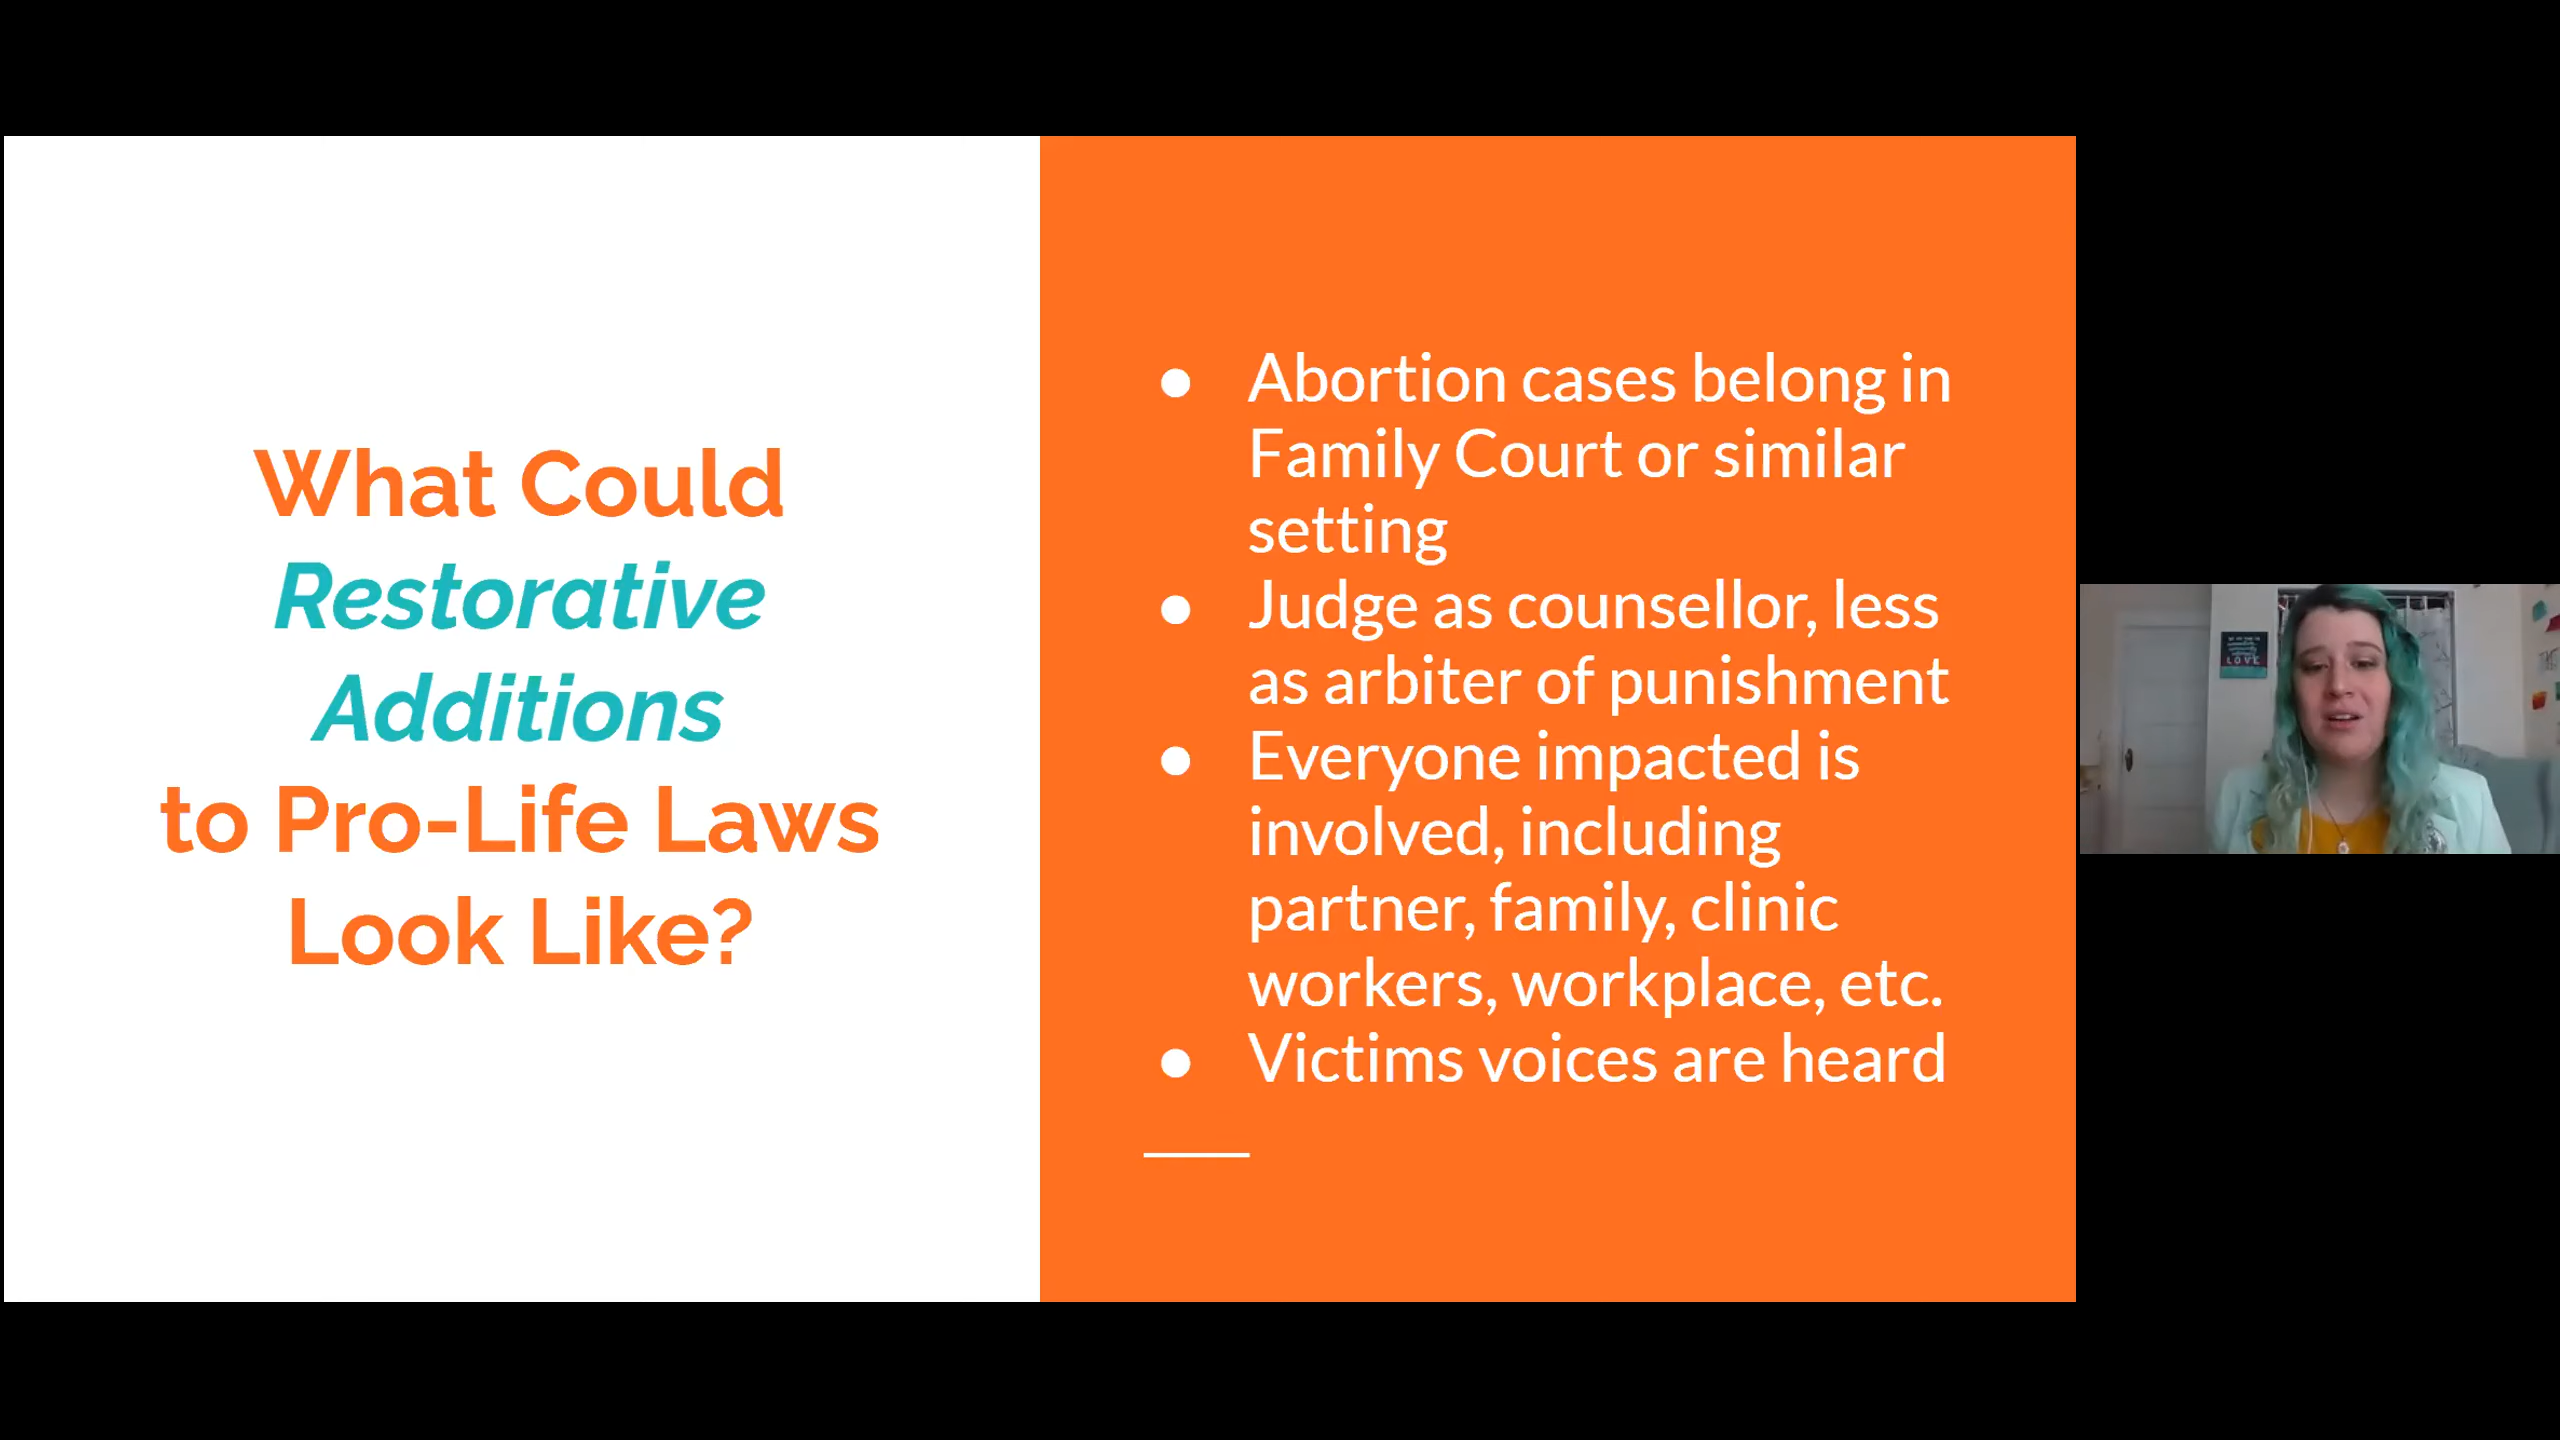 What Could
Restorative
Additions
to Pro-Life Laws
Look Like?
● Abortion cases belong in
Family Court or similar
setting
● Judge as counsellor, less
as arbiter of punishment
● Everyone impacted is
involved, including
partner, family, clinic
workers, workplace, etc.
● Victims voices are heard
LOVE